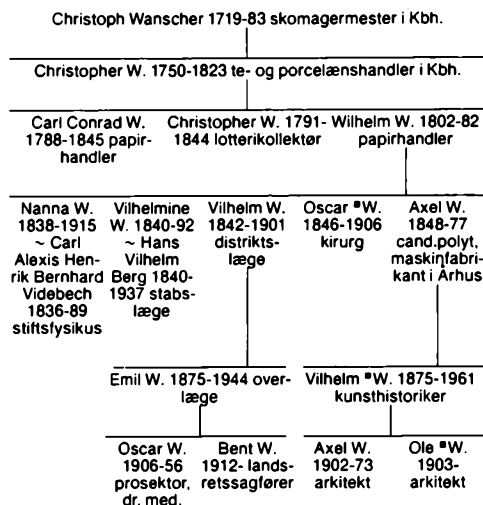 Christoph Wanscher 1719-83 skomagermester i Kbh.
Christopher W. 1750-1823 te- og porcelænshandler i Kbh.
Carl Conrad W.
1788-1845 papir-
handler
Christopher W. 1791-
1844 lotterikollektør
Wilhelm W. 1802-82
papirhandler
Nanna W.
1838-1915
~ Carl
Alexis Hen-
rik Bernhard
Videbech
1836-89
stiftsfysikus
Vilhelmine
W. 1840-92
~ Hans
Vilhelm
Berg 1840-
1937 stabs-
læge
Vilhelm W.
1842-1901
distrikts-
læge
Oscar ▪W.
1846-1906
kirurg
Axel W.
1848-77
cand.polyt,
maskinfabri-
kant i Århus
Emil W. 1875-1944 over-
læge
Vilhelm ▪W. 1875-1961
kunsthistoriker
Oscar W.
1906-56
prosektor,
dr. med.
Bent W.
1912- lands-
retssagfører
Axel W.
1902-73
arkitekt
Ole ▪W.
1903-
arkitekt